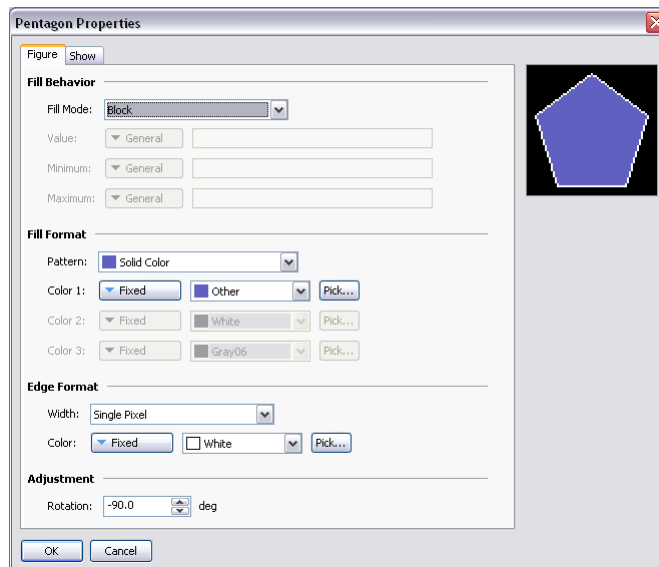 Pentagon Properties
Figure Show
Fill Behavior
Fill Mode: Block
Value: General
Minimum: General
Maximum: General
Fill Format
Pattern: Solid Color
Color 1: Fixed Other Pick...
Color 2: Fixed White Pick...
Color 3: Fixed Gray06 Pick...
Edge Format
Width: Single Pixel
Color: Fixed White Pick...
Adjustment
Rotation: -90.0 deg
OK Cancel